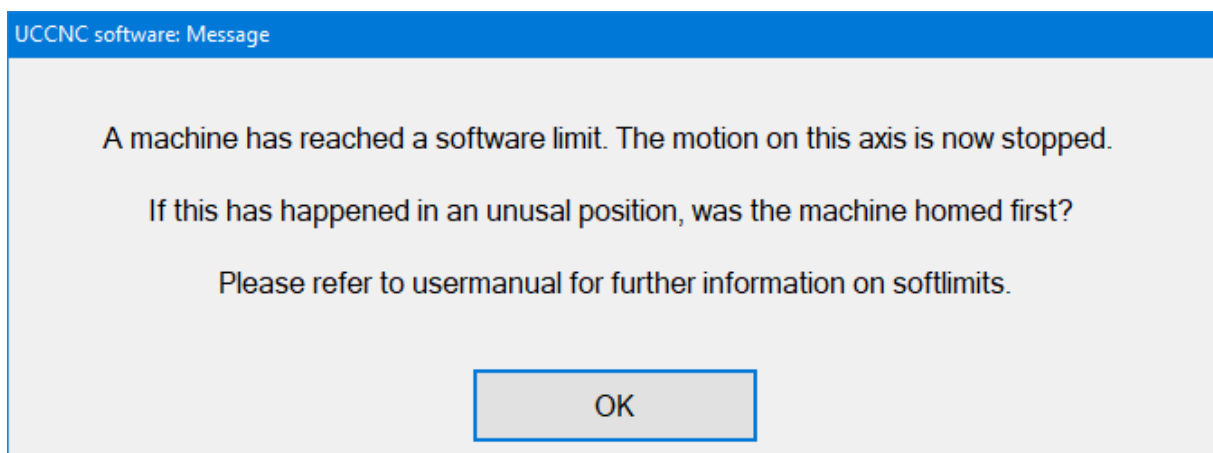 UCCNC software: Message
A machine has reached a software limit. The motion on this axis is now stopped.
If this has happened in an unusal position, was the machine homed first?
Please refer to usermanual for further information on softlimits.
OK